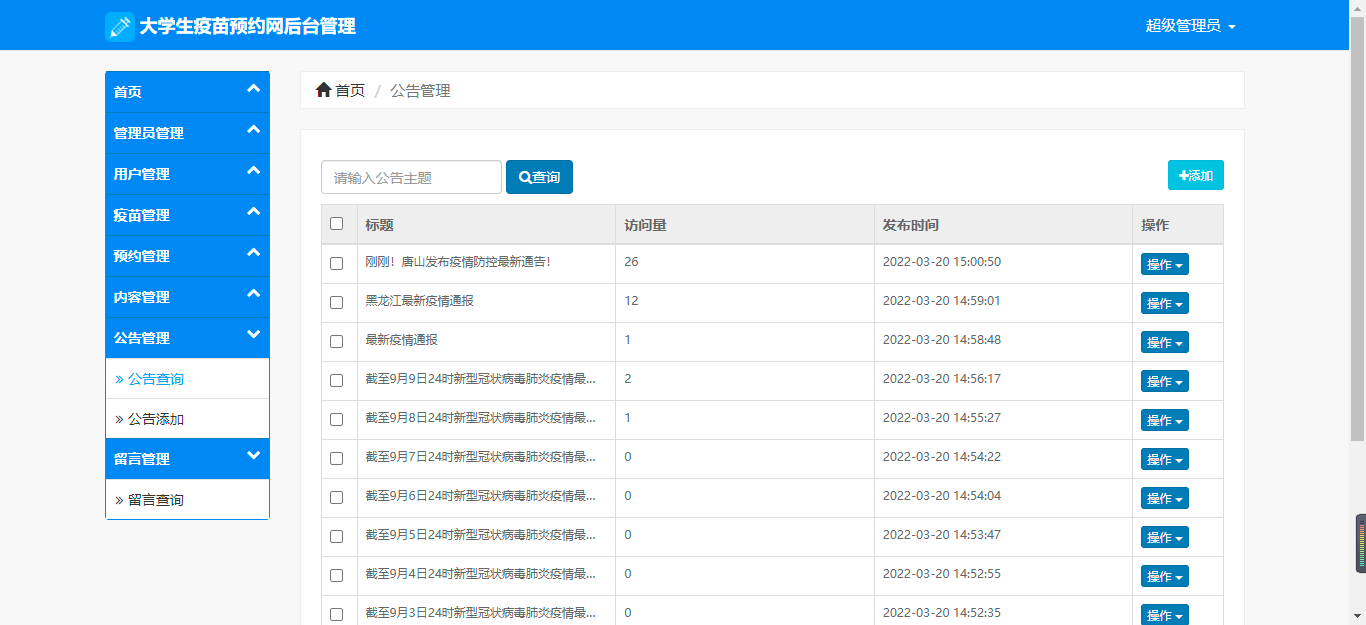 大学生疫苗预约网后台管理
超级管理员
首页
管理员管理
用户管理
疫苗管理
预约管理
内容管理
公告管理
» 公告查询
» 公告添加
留言管理
» 留言查询
首页 / 公告管理
请输入公告主题 查询 添加
标题 访问量 发布时间 操作
刚刚！唐山发布疫情防控最新通告! 26 2022-03-20 15:00:50 操作
黑龙江最新疫情通报 12 2022-03-20 14:59:01 操作
最新疫情通报 1 2022-03-20 14:58:48 操作
截至9月9日24时新型冠状病毒肺炎疫情最... 2 2022-03-20 14:56:17 操作
截至9月8日24时新型冠状病毒肺炎疫情最... 1 2022-03-20 14:55:27 操作
截至9月7日24时新型冠状病毒肺炎疫情最... 0 2022-03-20 14:54:22 操作
截至9月6日24时新型冠状病毒肺炎疫情最... 0 2022-03-20 14:54:04 操作
截至9月5日24时新型冠状病毒肺炎疫情最... 0 2022-03-20 14:53:47 操作
截至9月4日24时新型冠状病毒肺炎疫情最... 0 2022-03-20 14:52:55 操作
截至9月3日24时新型冠状病毒肺炎疫情最... 0 2022-03-20 14:52:35 操作